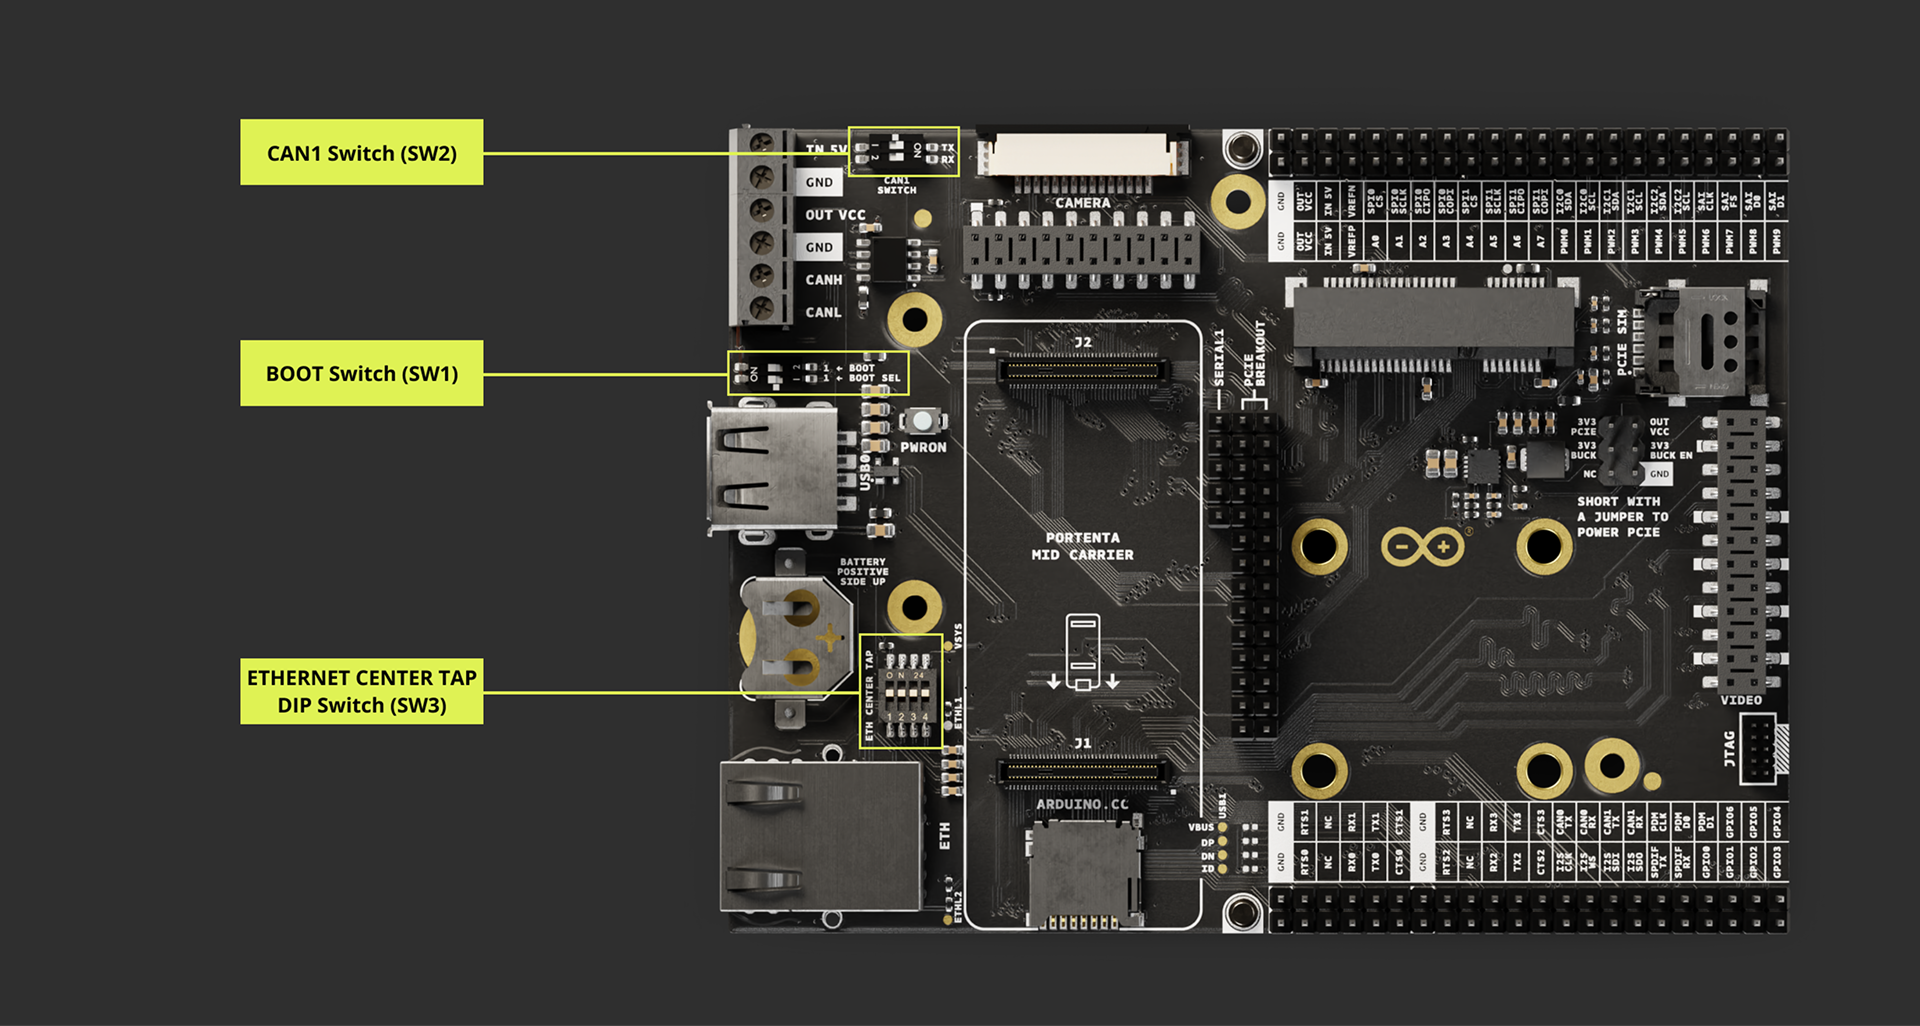 CAN1 Switch (SW2)
BOOT Switch (SW1)
ETHERNET CENTER TAP
DIP Switch (SW3)
IN 5V
GND
OUT VCC
GND
CANH
CANL
1
2
ON
TX
RX
CAN1
SWITCH
CAMERA
ON
1 2
1 ← BOOT
1 ← BOOT SEL
PWRON
USB0
BATTERY
POSITIVE
SIDE UP
+
VSYS
ETH CENTER TAP
ON 24
1 2 3 4
ETHL1
ETH
ETHL2
J2
PORTENTA
MID CARRIER
J1
ARDUINO.CC
SERIAL1
PCIE
BREAKOUT
USB1
VBUS
DP
DN
ID
GND
OUT VCC
IN 5V
VREFN
SPI0 CS
SPI0 SCLK
SPI0 CIPO
SPI0 COPI
SPI1 CS
SPI1 SCLK
SPI1 CIPO
SPI1 COPI
I2C0 SDA
I2C0 SCL
I2C1 SDA
I2C1 SCL
I2C2 SDA
I2C2 SCL
SAI CLK
SAI FS
SAI D0
SAI D1
GND
OUT VCC
IN 5V
VREFP
A0
A1
A2
A3
A4
A5
A6
A7
PWM0
PWM1
PWM2
PWM3
PWM4
PWM5
PWM6
PWM7
PWM8
PWM9
PCIE SIM
3V3
PCIE
3V3
BUCK
NC
OUT
VCC
3V3
BUCK EN
GND
SHORT WITH
A JUMPER TO
POWER PCIE
VIDEO
JTAG
GND
RTS1
NC
RX1
TX1
CTS1
GND
RTS3
NC
RX3
TX3
CTS3
CAN0 TX
CAN0 RX
CAN1 TX
CAN1 RX
PDM CLK
PDM D0
PDM D1
GPIO6
GPIO5
GPIO4
GND
RTS0
NC
RX0
TX0
CTS0
GND
RTS2
NC
RX2
TX2
CTS2
I2S CLK
I2S WS
I2S SDI
I2S SDO
SPDIF TX
SPDIF RX
GPIO0
GPIO1
GPIO2
GPIO3